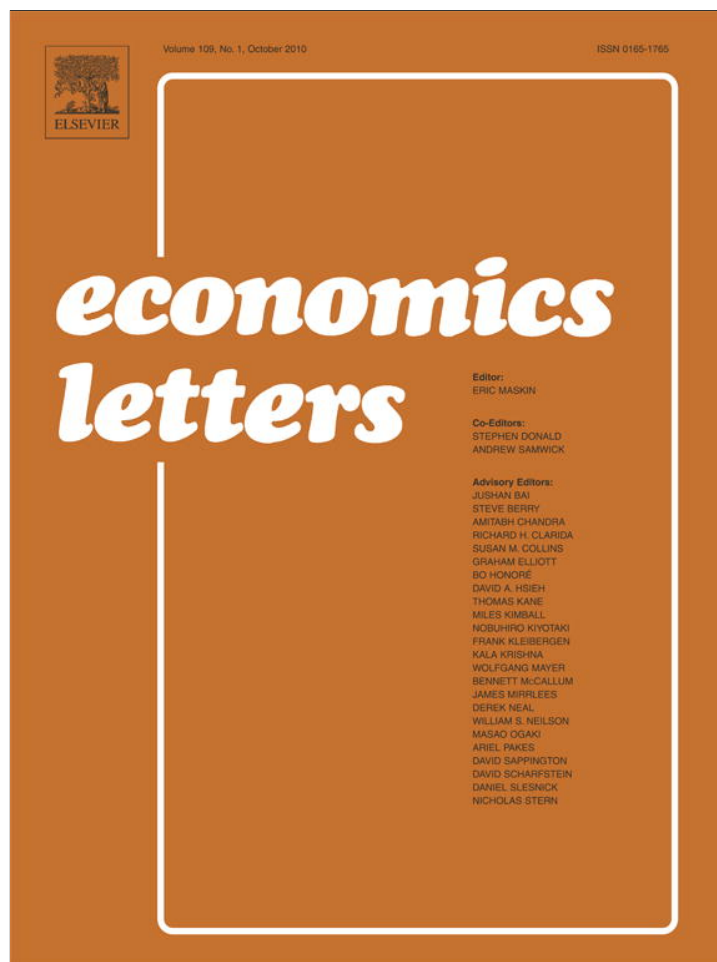 Volume 109, No. 1, October 2010
ISSN 0165-1765
ELSEVIER
economics
letters
Editor:
ERIC MASKIN
Co-Editors:
STEPHEN DONALD
ANDREW SAMWICK
Advisory Editors:
JUSHAN BAI
STEVE BERRY
AMITABH CHANDRA
RICHARD H. CLARIDA
SUSAN M. COLLINS
GRAHAM ELLIOTT
BO HONORÉ
DAVID A. HSIEH
THOMAS KANE
MILES KIMBALL
NOBUHIRO KIYOTAKI
FRANK KLEIBERGEN
KALA KRISHNA
WOLFGANG MAYER
BENNETT McCALLUM
JAMES MIRRLEES
DEREK NEAL
WILLIAM S. NEILSON
MASAO OGAKI
ARIEL PAKES
DAVID SAPPINGTON
DAVID SCHARFSTEIN
DANIEL SLESNICK
NICHOLAS STERN